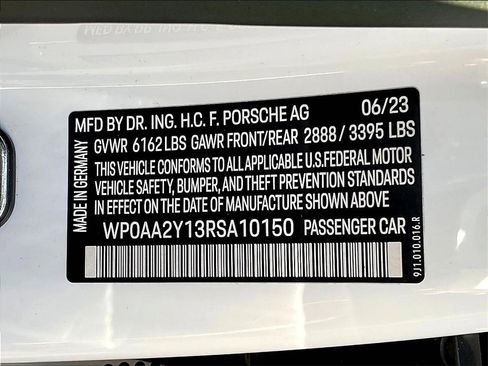 MFD BY DR. ING. H.C. F. PORSCHE AG 06/23
GVWR 6162 LBS GAWR FRONT/REAR 2888 / 3395 LBS
THIS VEHICLE CONFORMS TO ALL APPLICABLE U.S.FEDERAL MOTOR
VEHICLE SAFETY, BUMPER, AND THEFT PREVENTION STANDARDS
IN EFFECT ON THE DATE OF MANUFACTURE SHOWN ABOVE
WP0AA2Y13RSA10150 PASSENGER CAR
MADE IN GERMANY
9J1.010.016.R